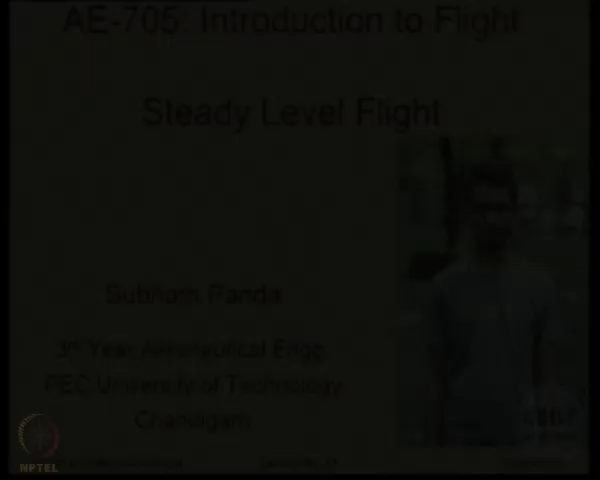 AE-705: Introduction to Flight
Steady Level Flight
Subham Panda
3rd Year Aeronautical Engg.
PEC University of Technology
Chandigarh
NPTEL